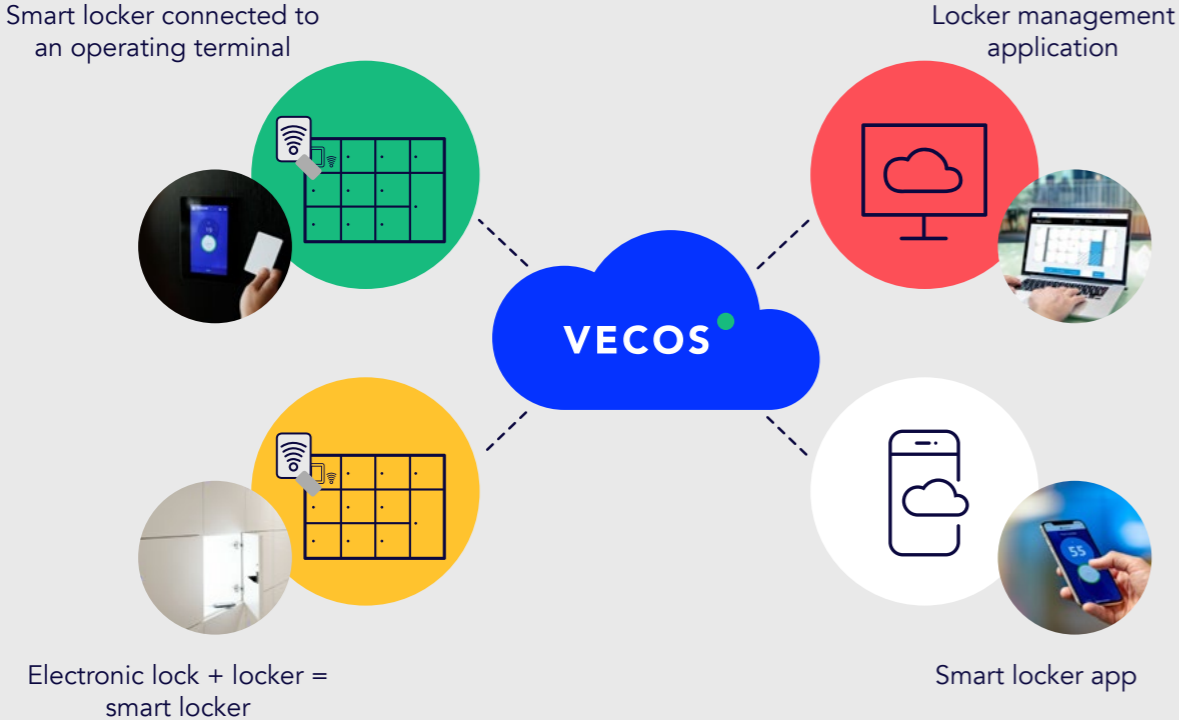 Smart locker connected to
an operating terminal
Locker management
application
VECOS
55
Electronic lock + locker =
smart locker
Smart locker app